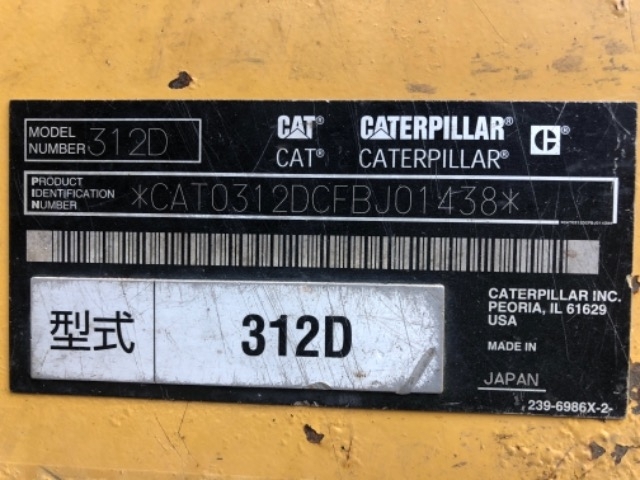 MODEL NUMBER 312D
CAT® CATERPILLAR® C®
CAT® CATERPILLAR®
PRODUCT IDENTIFICATION NUMBER *CAT0312DCFBJ01438*
型式 312D
CATERPILLAR INC.
PEORIA, IL 61629
USA
MADE IN
JAPAN
239-6986X-2-